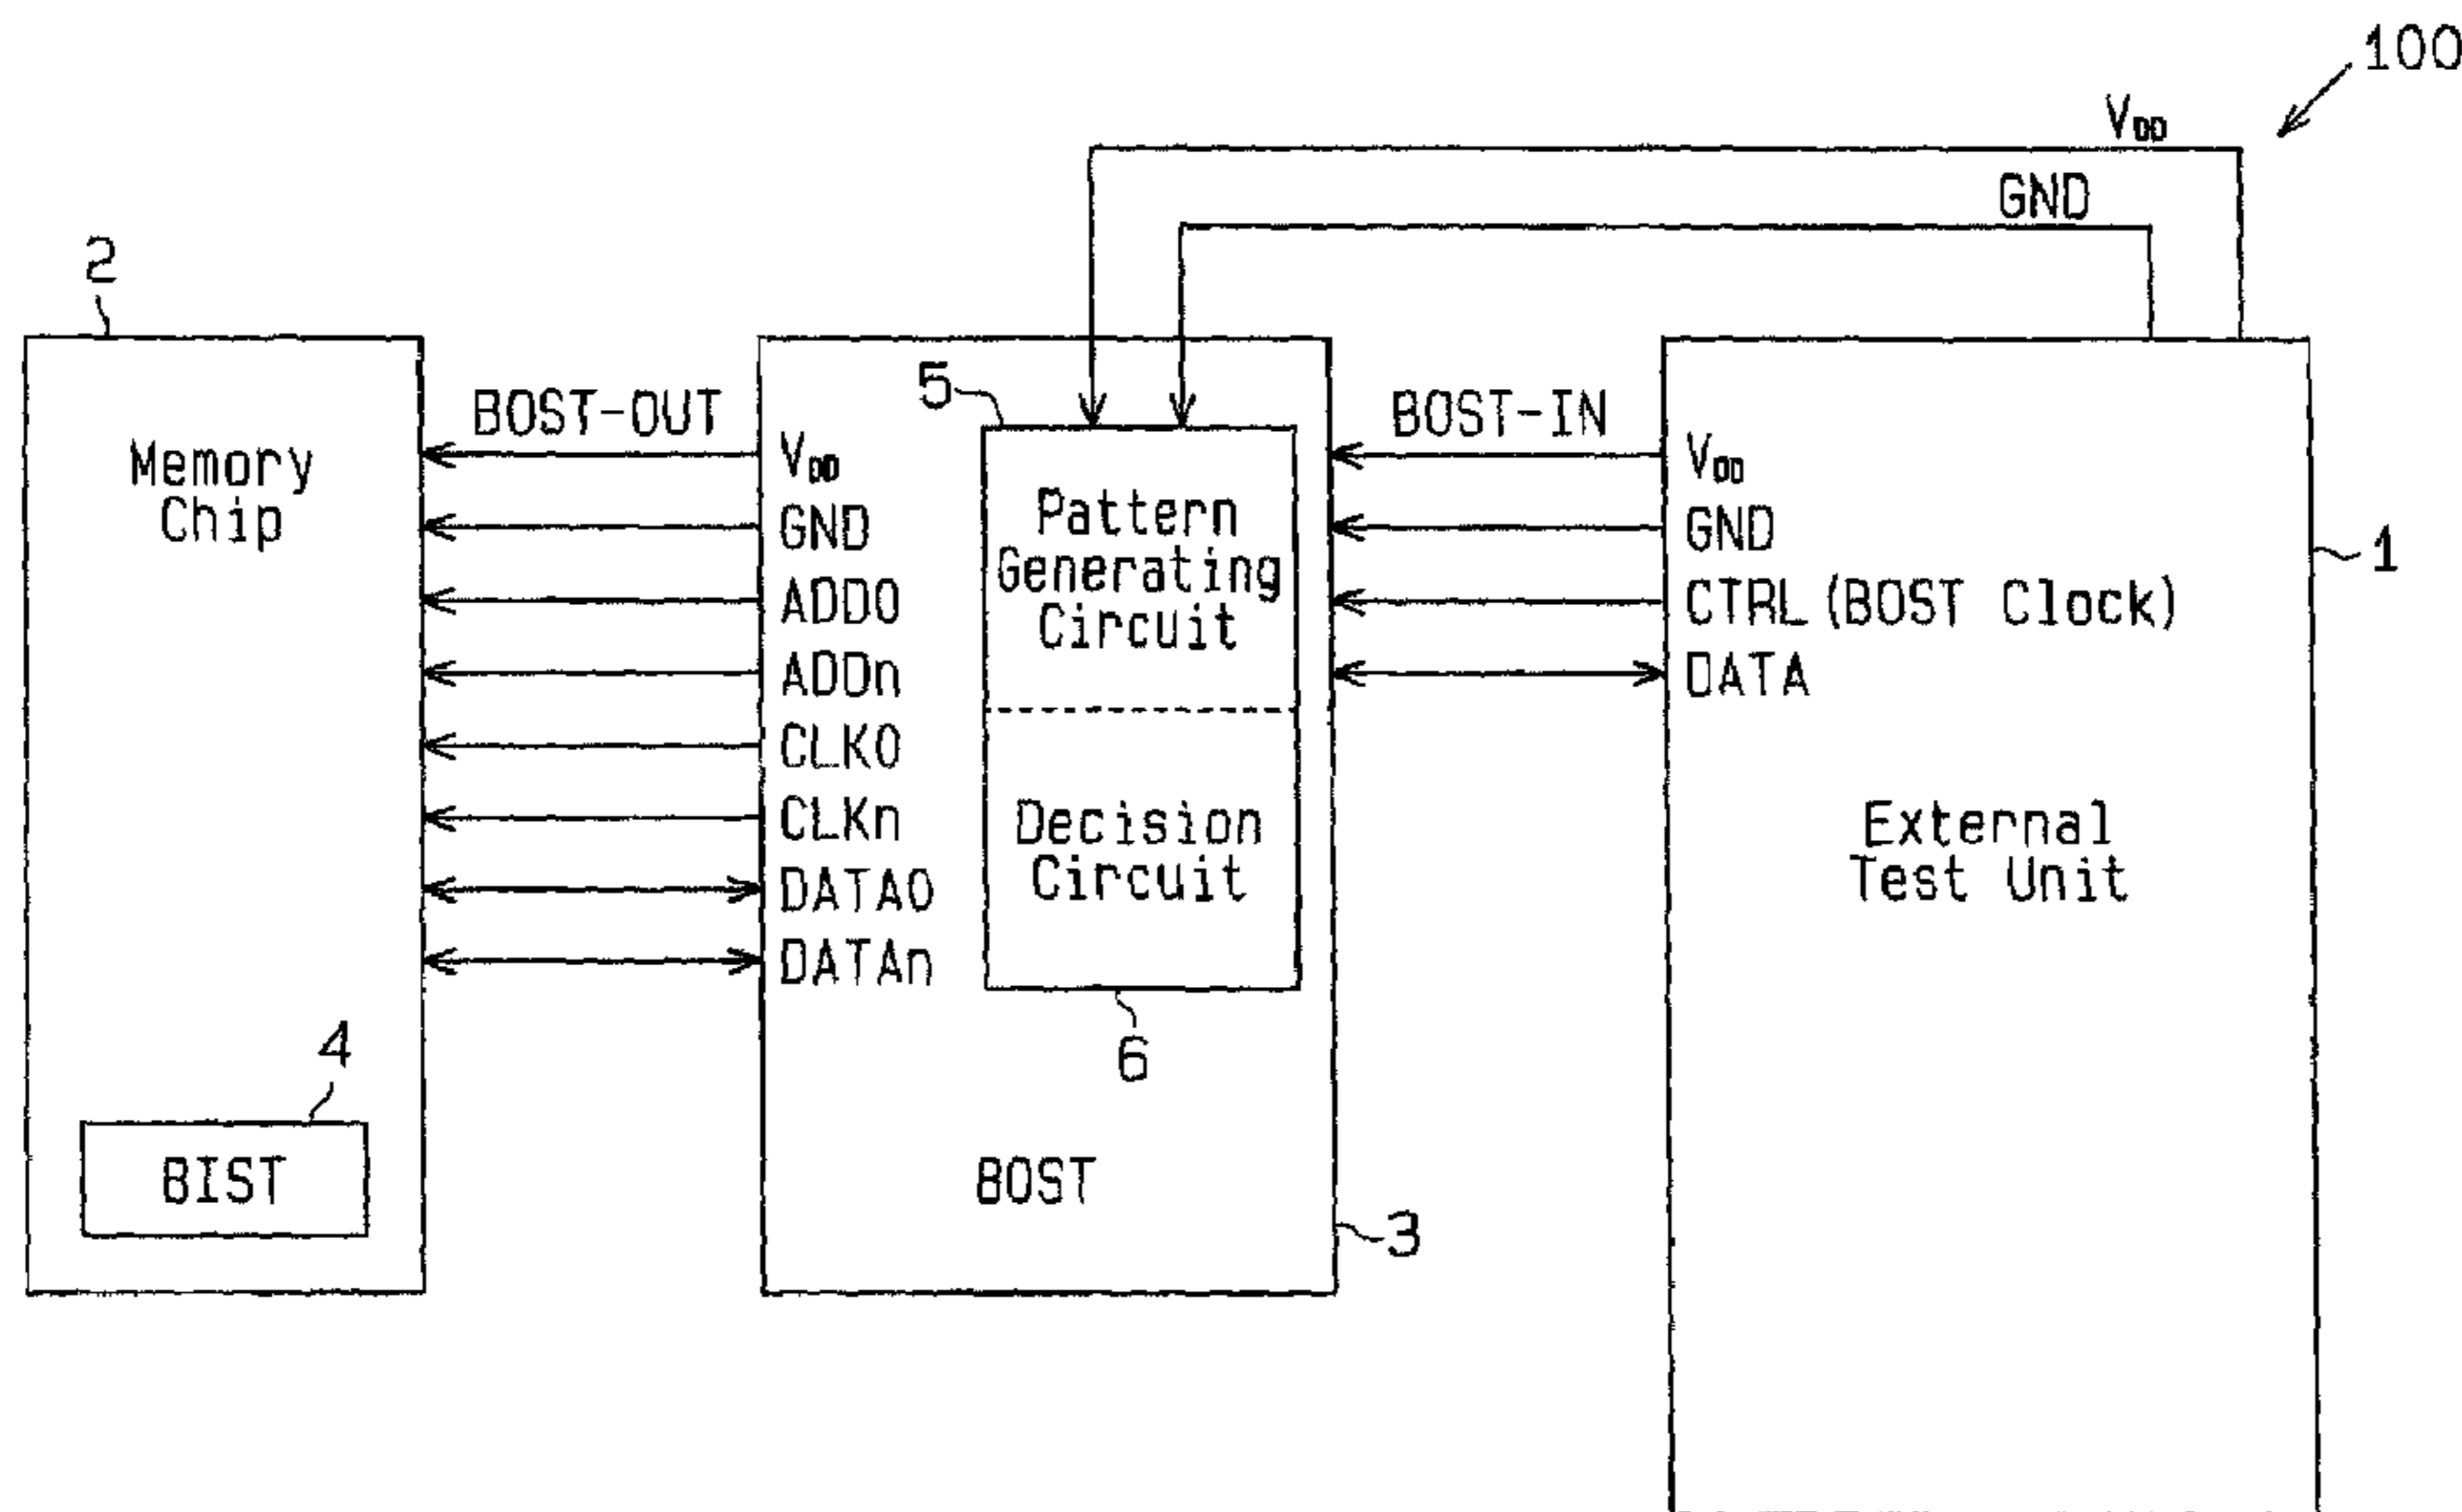 100
VDD
GND
2
Memory
Chip
4
BIST
BOST-OUT
VDD
GND
ADD0
ADDn
CLK0
CLKn
DATA0
DATAn
5
Pattern
Generating
Circuit
Decision
Circuit
6
BOST
3
BOST-IN
VDD
GND
CTRL (BOST Clock)
DATA
External
Test Unit
1